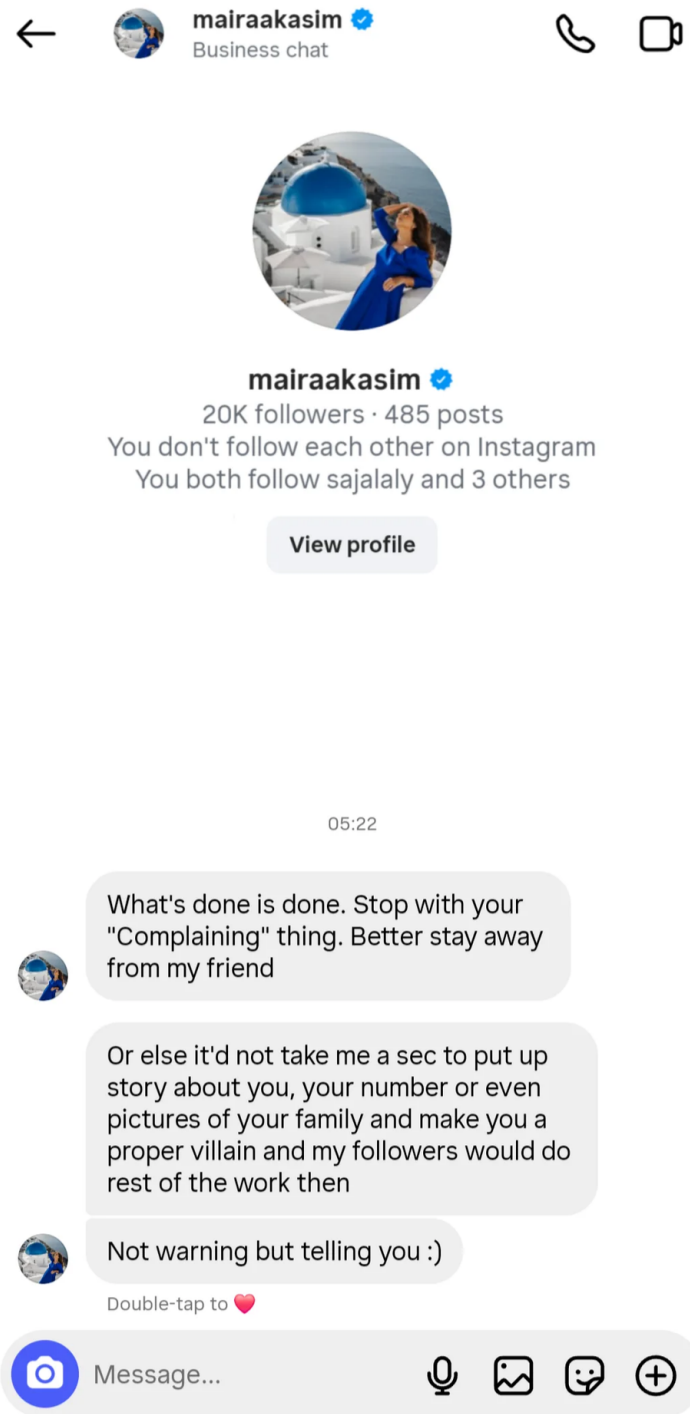 mairaakasim
Business chat
mairaakasim
20K followers · 485 posts
You don't follow each other on Instagram
You both follow sajalaly and 3 others
View profile
05:22
What's done is done. Stop with your
"Complaining" thing. Better stay away
from my friend
Or else it'd not take me a sec to put up
story about you, your number or even
pictures of your family and make you a
proper villain and my followers would do
rest of the work then
Not warning but telling you :)
Double-tap to ❤️
Message...